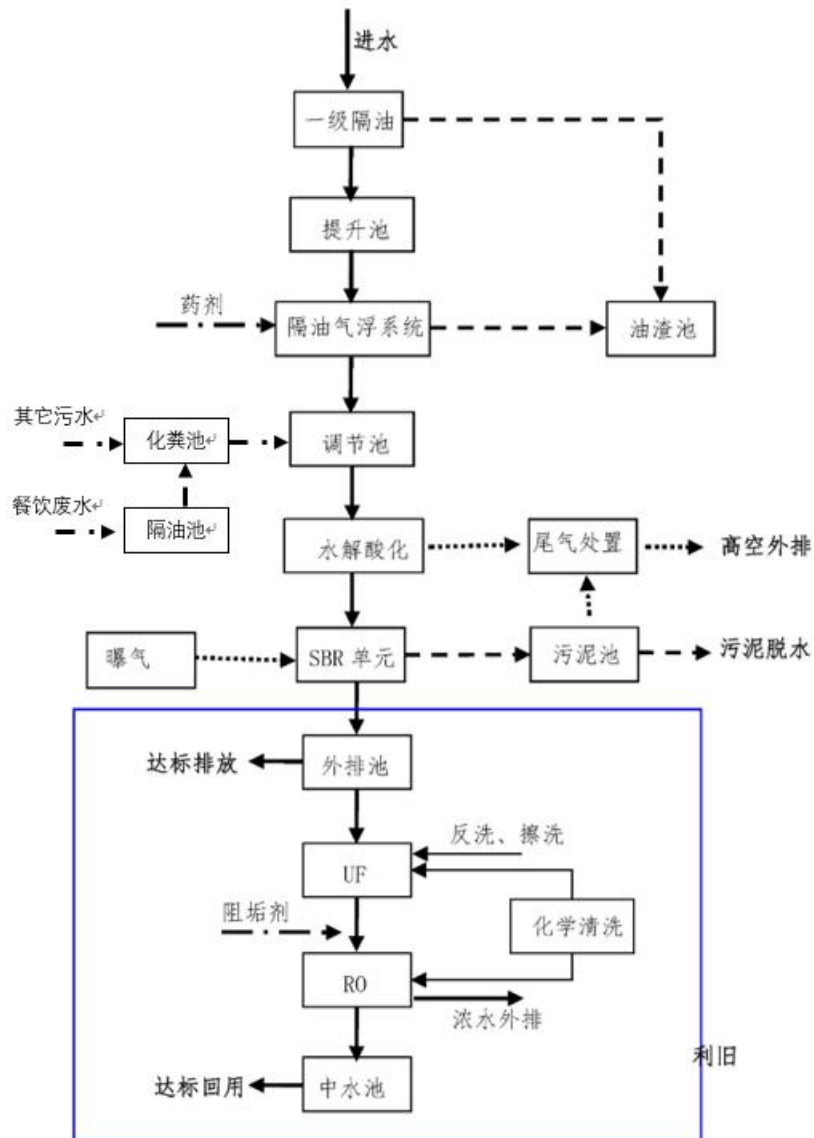 进水
一级隔油
提升池
药剂
隔油气浮系统
油渣池
其它污水↵
化粪池↵
调节池
餐饮废水↵
隔油池↵
水解酸化
尾气处置
高空外排
曝气
SBR 单元
污泥池
污泥脱水
达标排放
外排池
反洗、擦洗
UF
阻垢剂
化学清洗
RO
浓水外排
利旧
达标回用
中水池